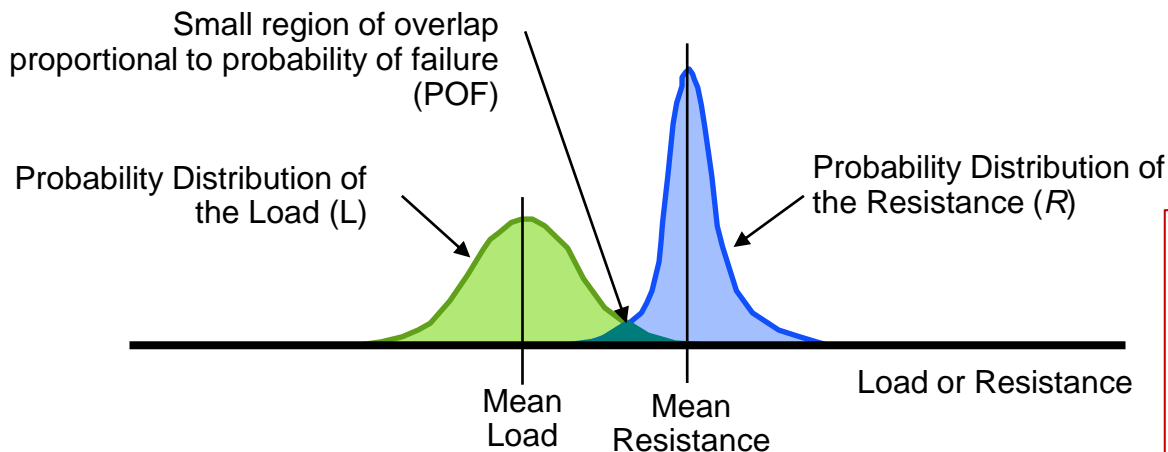 Small region of overlap
proportional to probability of failure
(POF)
Probability Distribution of
the Load (L)
Probability Distribution of
the Resistance (R)
Load or Resistance
Mean
Load
Mean
Resistance